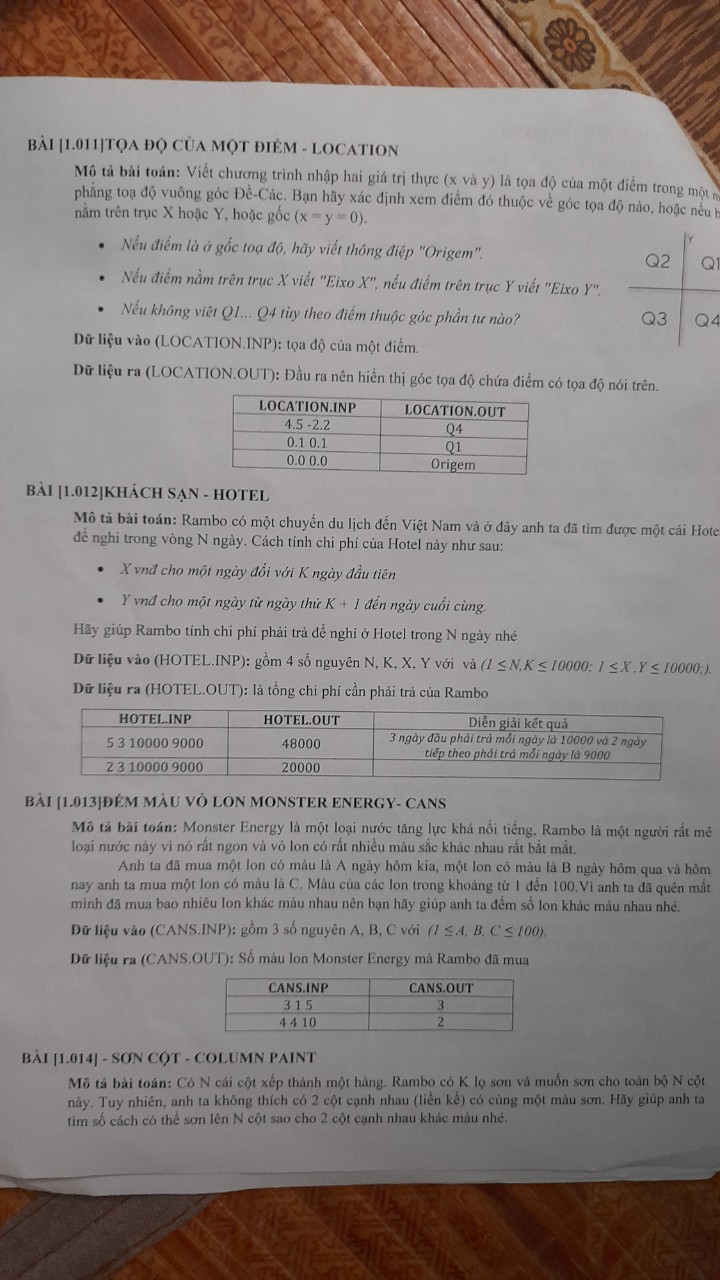 BÀI [1.011]TỌA ĐỘ CỦA MỘT ĐIỂM - LOCATION
Mô tả bài toán: Viết chương trình nhập hai giá trị thực (x và y) là tọa độ của một điểm trong một
phẳng toạ độ vuông góc Đề-Các. Bạn hãy xác định xem điểm đó thuộc về góc tọa độ nào, hoặc nếu
nằm trên trục X hoặc Y, hoặc gốc (x = y = 0).
• Nếu điểm là ở gốc toạ độ, hãy viết thông điệp "Origem".
• Nếu điểm nằm trên trục X viết "Eixo X", nếu điểm trên trục Y viết "Eixo Y".
• Nếu không viêt Q1... Q4 tùy theo điểm thuộc góc phần tư nào?
Y
Q2 Q1
Q3 Q4
Dữ liệu vào (LOCATION.INP): tọa độ của một điểm.
Dữ liệu ra (LOCATION.OUT): Đầu ra nên hiển thị góc tọa độ chứa điểm có tọa độ nói trên.
LOCATION.INP LOCATION.OUT
4.5 -2.2 Q4
0.1 0.1 Q1
0.0 0.0 Origem
BÀI [1.012]KHÁCH SẠN - HOTEL
Mô tả bài toán: Rambo có một chuyến du lịch đến Việt Nam và ở đây anh ta đã tìm được một cái Hote
để nghỉ trong vòng N ngày. Cách tính chi phí của Hotel này như sau:
• X vnđ cho một ngày đối với K ngày đầu tiên
• Y vnđ cho một ngày từ ngày thứ K + 1 đến ngày cuối cùng.
Hãy giúp Rambo tính chi phí phải trả để nghỉ ở Hotel trong N ngày nhé
Dữ liệu vào (HOTEL.INP): gồm 4 số nguyên N, K, X, Y với và (1 ≤ N,K ≤ 10000; 1 ≤ X ,Y ≤ 10000;).
Dữ liệu ra (HOTEL.OUT): là tổng chi phí cần phải trả của Rambo
HOTEL.INP HOTEL.OUT Diễn giải kết quả
5 3 10000 9000 48000 3 ngày đầu phải trả mỗi ngày là 10000 và 2 ngày
tiếp theo phải trả mỗi ngày là 9000
2 3 10000 9000 20000
BÀI [1.013]ĐẾM MÀU VỎ LON MONSTER ENERGY- CANS
Mô tả bài toán: Monster Energy là một loại nước tăng lực khá nổi tiếng, Rambo là một người rất mê
loại nước này vì nó rất ngon và vỏ lon có rất nhiều màu sắc khác nhau rất bắt mắt.
Anh ta đã mua một lon có màu là A ngày hôm kia, một lon có màu là B ngày hôm qua và hôm
nay anh ta mua một lon có màu là C. Màu của các lon trong khoảng từ 1 đến 100.Vì anh ta đã quên mất
mình đã mua bao nhiêu lon khác màu nhau nên bạn hãy giúp anh ta đếm số lon khác màu nhau nhé.
Dữ liệu vào (CANS.INP): gồm 3 số nguyên A, B, C với (1 ≤ A, B, C ≤ 100).
Dữ liệu ra (CANS.OUT): Số màu lon Monster Energy mà Rambo đã mua
CANS.INP CANS.OUT
3 1 5 3
4 4 10 2
BÀI [1.014] - SƠN CỘT - COLUMN PAINT
Mô tả bài toán: Có N cái cột xếp thành một hàng. Rambo có K lọ sơn và muốn sơn cho toàn bộ N cột
này. Tuy nhiên, anh ta không thích có 2 cột cạnh nhau (liền kề) có cùng một màu sơn. Hãy giúp anh ta
tìm số cách có thể sơn lên N cột sao cho 2 cột cạnh nhau khác màu nhé.